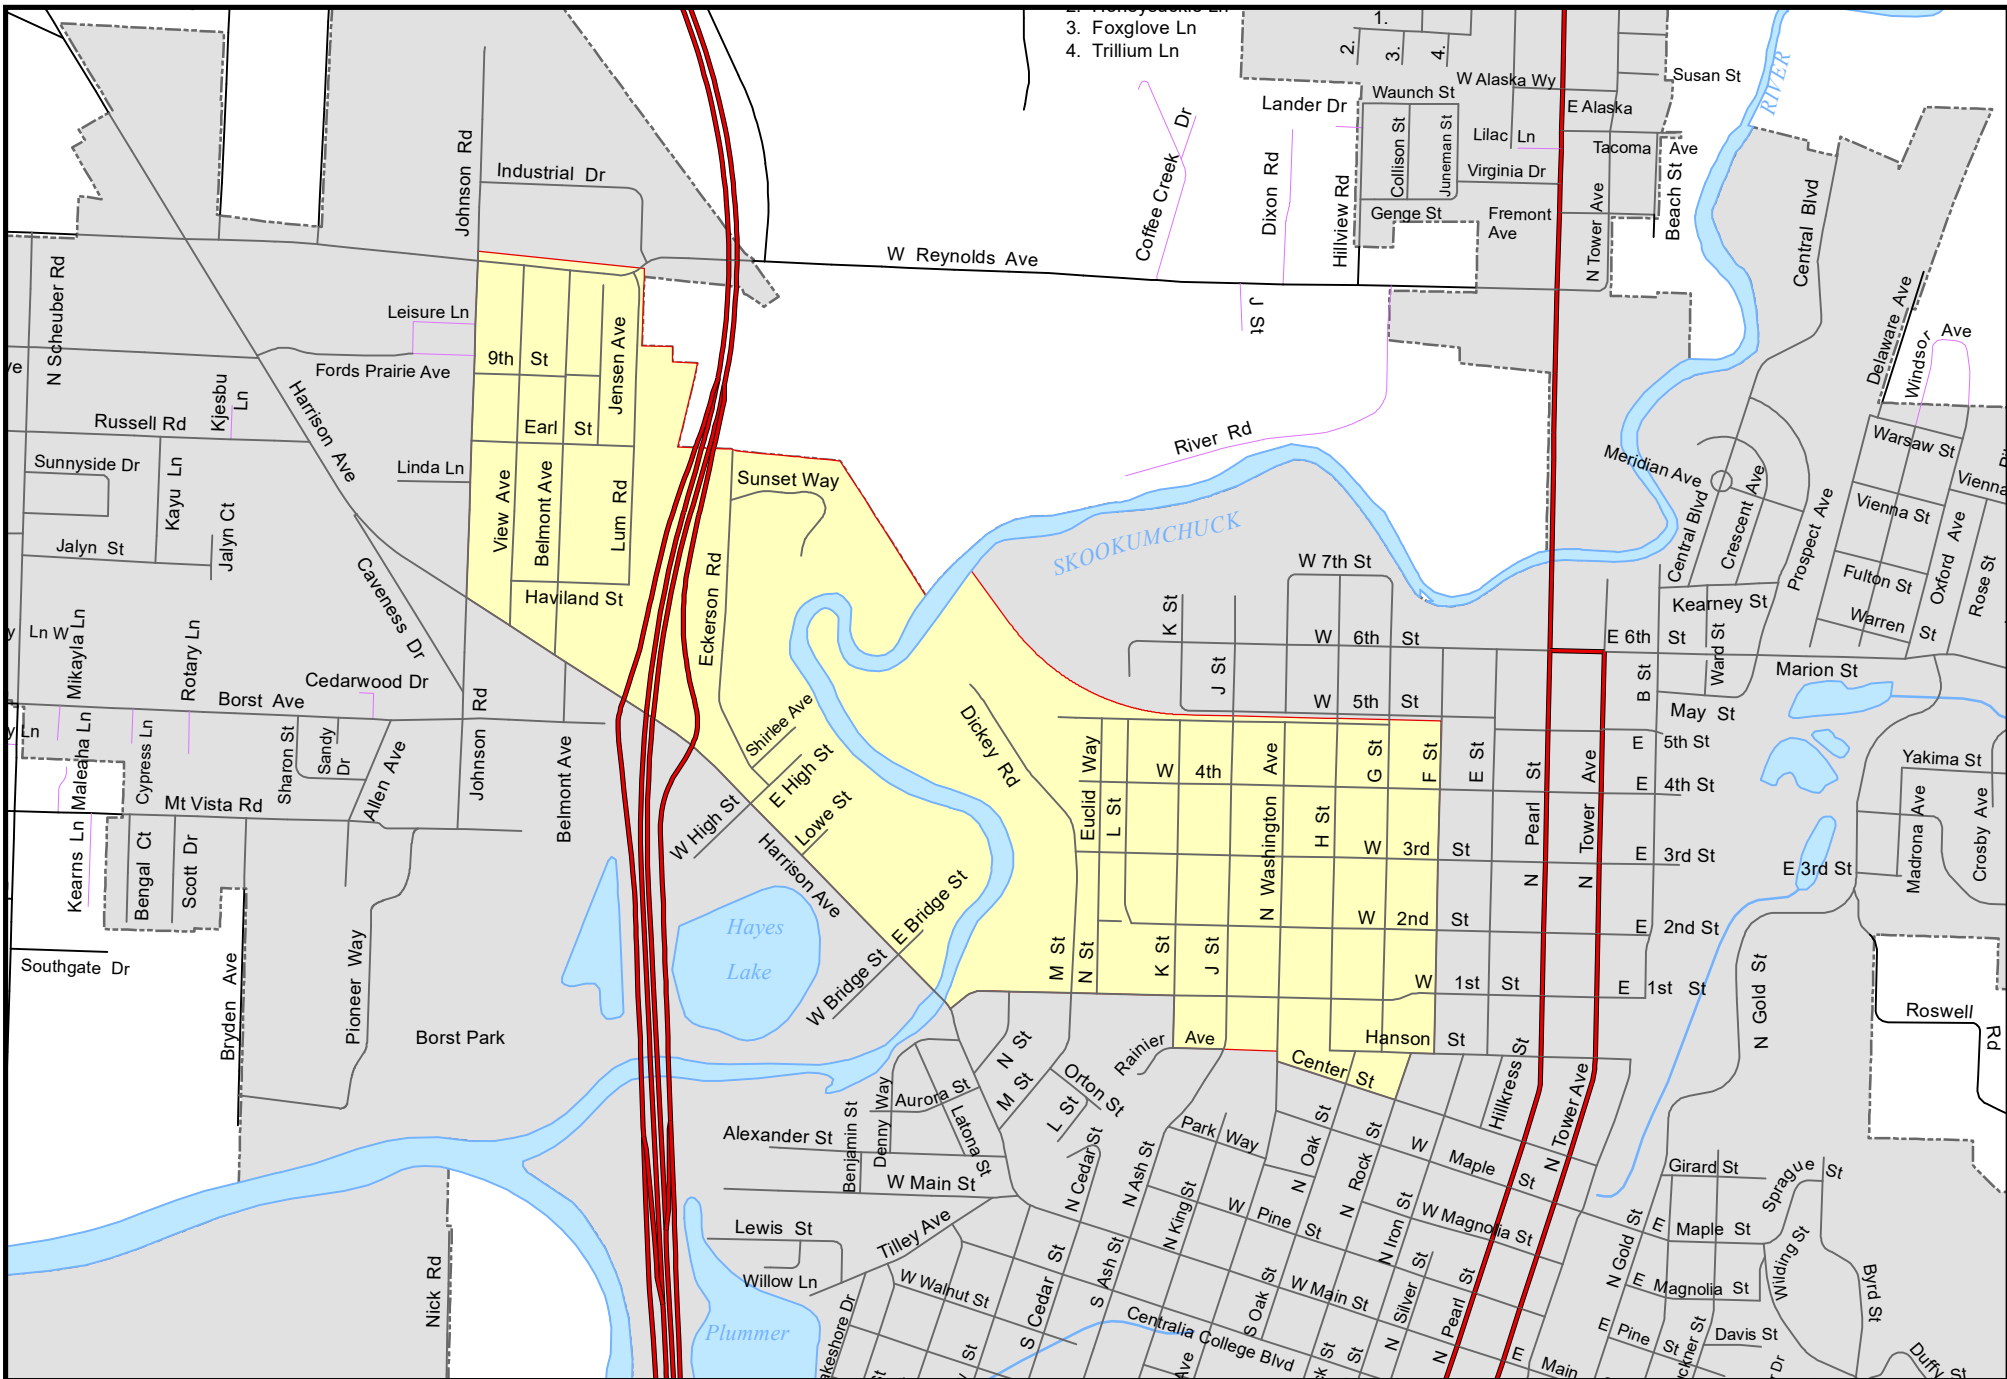 3. Foxglove Ln
4. Trillium Ln
1.
2.
3.
4.
RIVER
Susan St
W Alaska Wy
Waunch St
E Alaska
Lander Dr
Coffee Creek Dr
Dixon Rd
Hillview Rd
Collison St
Juneman St
Lilac Ln
Tacoma Ave
Virginia Dr
Genge St
Fremont
Ave
N Tower Ave
Beach St
Central Blvd
Johnson Rd
Industrial Dr
W Reynolds Ave
J St
N Scheuber Rd
Leisure Ln
Fords Prairie Ave
9th St
Jensen Ave
Delaware Ave
Windsor Ave
Kjesbu
Ln
Harrison Ave
Russell Rd
Earl St
River Rd
Warsaw St
Sunnyside Dr
Kayu Ln
Linda Ln
View Ave
Belmont Ave
Lum Rd
Sunset Way
Meridian Ave
Crescent Ave
Prospect Ave
Vienna
Vienna St
Jalyn St
Jalyn Ct
Caveness Dr
Eckerson Rd
SKOOKUMCHUCK
Central Blvd
Oxford Ave
W 7th St
Fulton St
Rose St
Haviland St
K St
Kearney St
Warren St
Ln W
Mikayla Ln
Rotary Ln
W 6th St
E 6th St
Ward St
Marion St
Cedarwood Dr
Borst Ave
J St
W 5th St
B St
May St
Johnson Rd
Shirlee Ave
Dickey Rd
y Ln
Maleaha Ln
Cypress Ln
Sharon St
Sandy
Dr
Allen Ave
Belmont Ave
E High St
W High St
Lowe St
Euclid Way
L St
W 4th
N Washington Ave
H St
G St
F St
E St
N Pearl St
N Tower Ave
E 5th St
E 4th St
Yakima St
Mt Vista Rd
Kearns Ln
Bengal Ct
Scott Dr
Harrison Ave
W 3rd St
E 3rd St
E 3rd St
Madrona Ave
Crosby Ave
Hayes
Lake
E Bridge St
W Bridge St
W 2nd St
E 2nd St
M St
N St
K St
J St
W 1st St
E 1st St
Southgate Dr
Bryden Ave
Pioneer Way
Borst Park
N Gold St
Roswell
Rd
N St
M St
Rainier Ave
Hanson St
Center St
Hillkress St
N Tower Ave
Orton St
L St
Denny Way
Aurora St
Latona St
Benjamin St
Alexander St
W Main St
N Cedar St
N Ash St
Park Way
N Oak St
N Rock St
W Maple St
Girard St
Sprague St
N King St
W Pine St
N Iron St
W Magnolia St
N Gold St
E Maple St
Lewis St
Tilley Ave
Willow Ln
W Walnut St
S Cedar St
S Ash St
S Oak St
W Main St
N Silver St
N Pearl St
E Magnolia St
Wilding St
Byrd St
Nick Rd
Plummer
Centralia College Blvd
E Pine St
Davis St
E Main
Duffy St
akeshore Dr
St
Ave
St
ckner St
Dr